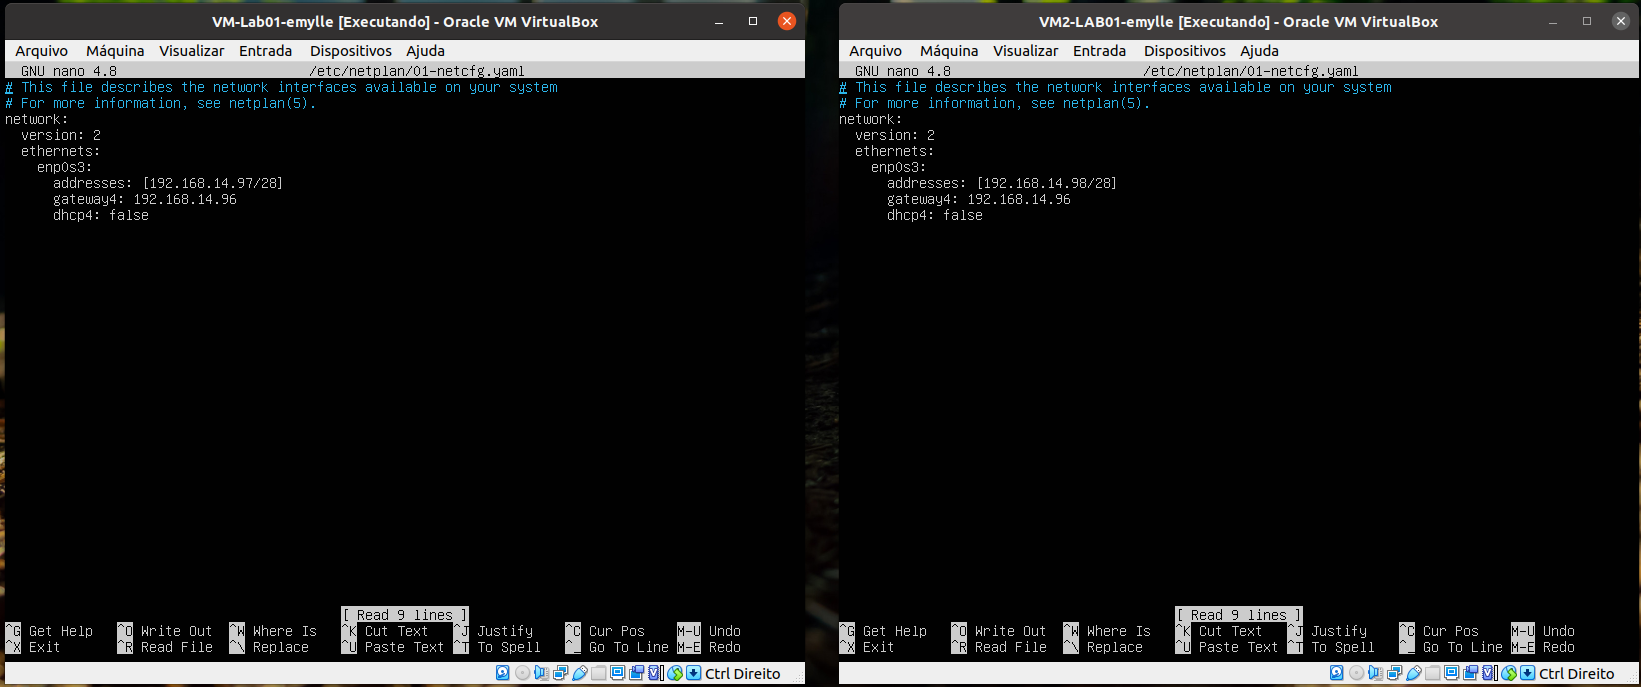 VM-Lab01-emylle [Executando] - Oracle VM VirtualBox
Arquivo Máquina Visualizar Entrada Dispositivos Ajuda
GNU nano 4.8 /etc/netplan/01-netcfg.yaml
# This file describes the network interfaces available on your system
# For more information, see netplan(5).
network:
  version: 2
  ethernets:
    enp0s3:
      addresses: [192.168.14.97/28]
      gateway4: 192.168.14.96
      dhcp4: false
[ Read 9 lines ]
^G Get Help ^O Write Out ^W Where Is ^K Cut Text ^J Justify ^C Cur Pos M-U Undo
^X Exit ^R Read File ^\ Replace ^U Paste Text ^T To Spell ^_ Go To Line M-E Redo
Ctrl Direito
VM2-LAB01-emylle [Executando] - Oracle VM VirtualBox
Arquivo Máquina Visualizar Entrada Dispositivos Ajuda
GNU nano 4.8 /etc/netplan/01-netcfg.yaml
# This file describes the network interfaces available on your system
# For more information, see netplan(5).
network:
  version: 2
  ethernets:
    enp0s3:
      addresses: [192.168.14.98/28]
      gateway4: 192.168.14.96
      dhcp4: false
[ Read 9 lines ]
^G Get Help ^O Write Out ^W Where Is ^K Cut Text ^J Justify ^C Cur Pos M-U Undo
^X Exit ^R Read File ^\ Replace ^U Paste Text ^T To Spell ^_ Go To Line M-E Redo
Ctrl Direito